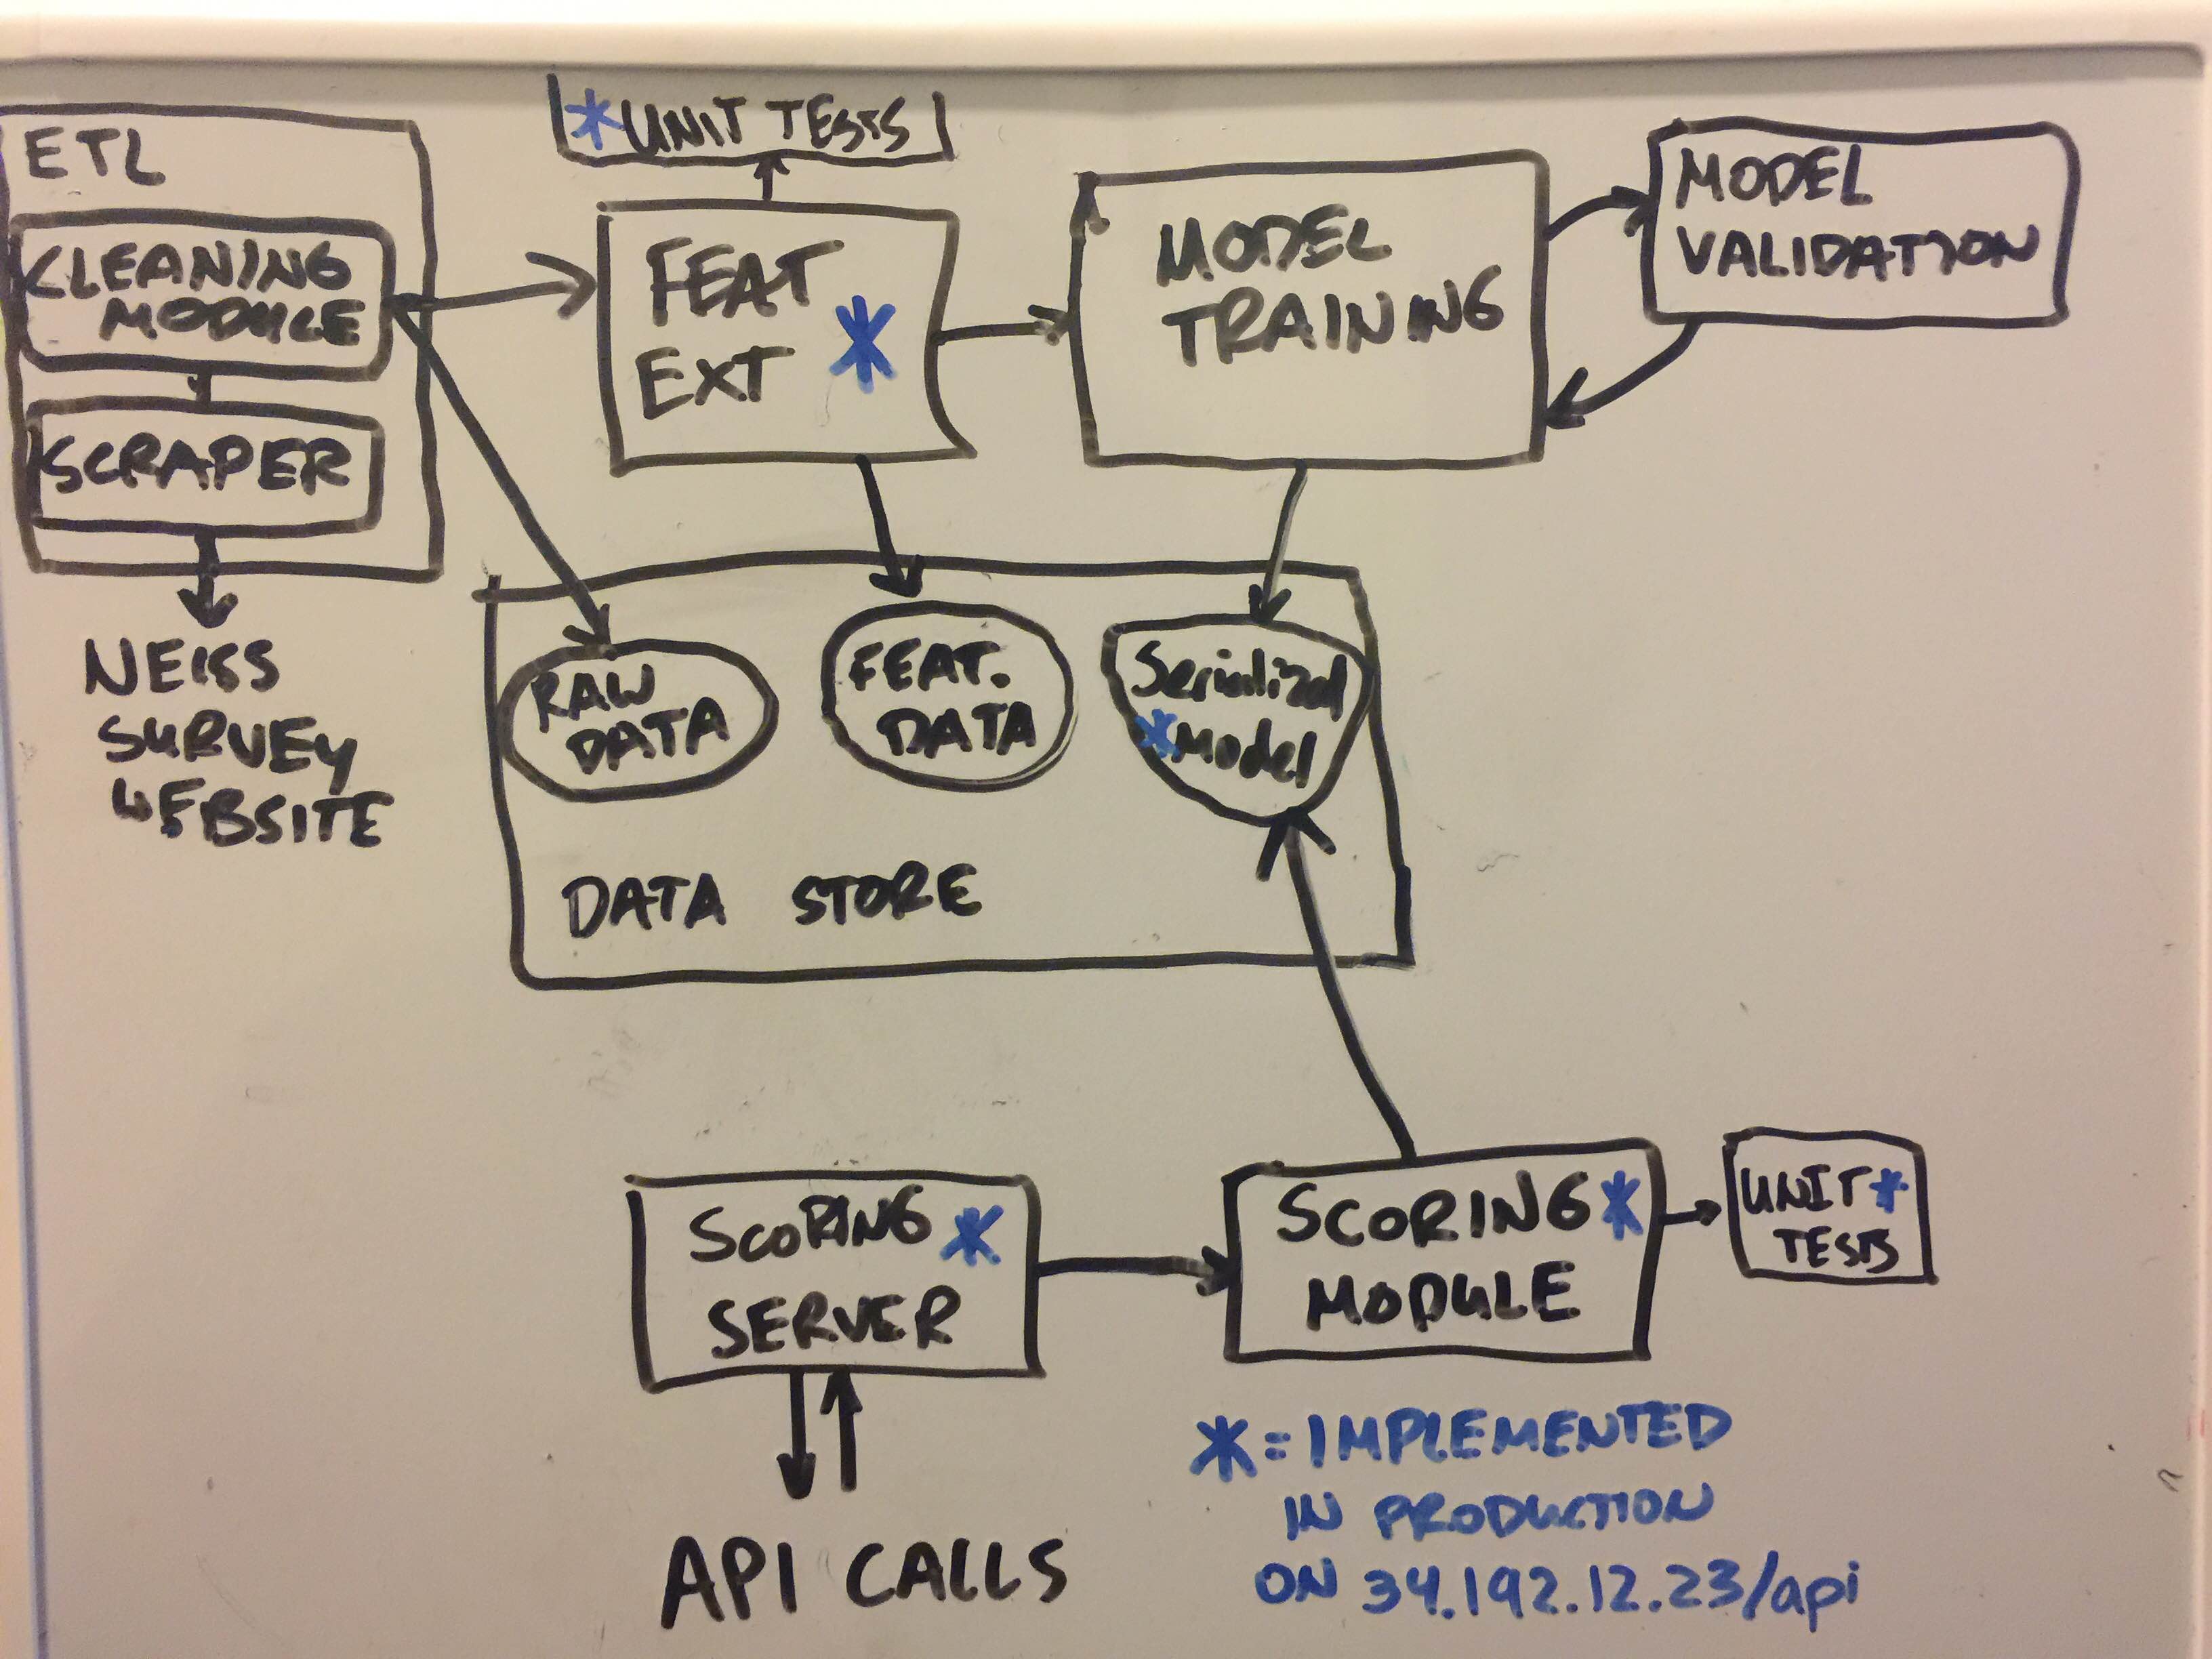 ETL
CLEANING
MODULE
SCRAPER
NEISS
SURVEY
WEBSITE
*UNIT TESTS
FEAT
EXT *
MODEL
TRAINING
MODEL
VALIDATION
RAW
DATA
FEAT.
DATA
Serialized
*Model
DATA STORE
SCORING *
SERVER
SCORING *
MODULE
UNIT *
TESTS
API CALLS
* = IMPLEMENTED
IN PRODUCTION
ON 34.192.12.23/api